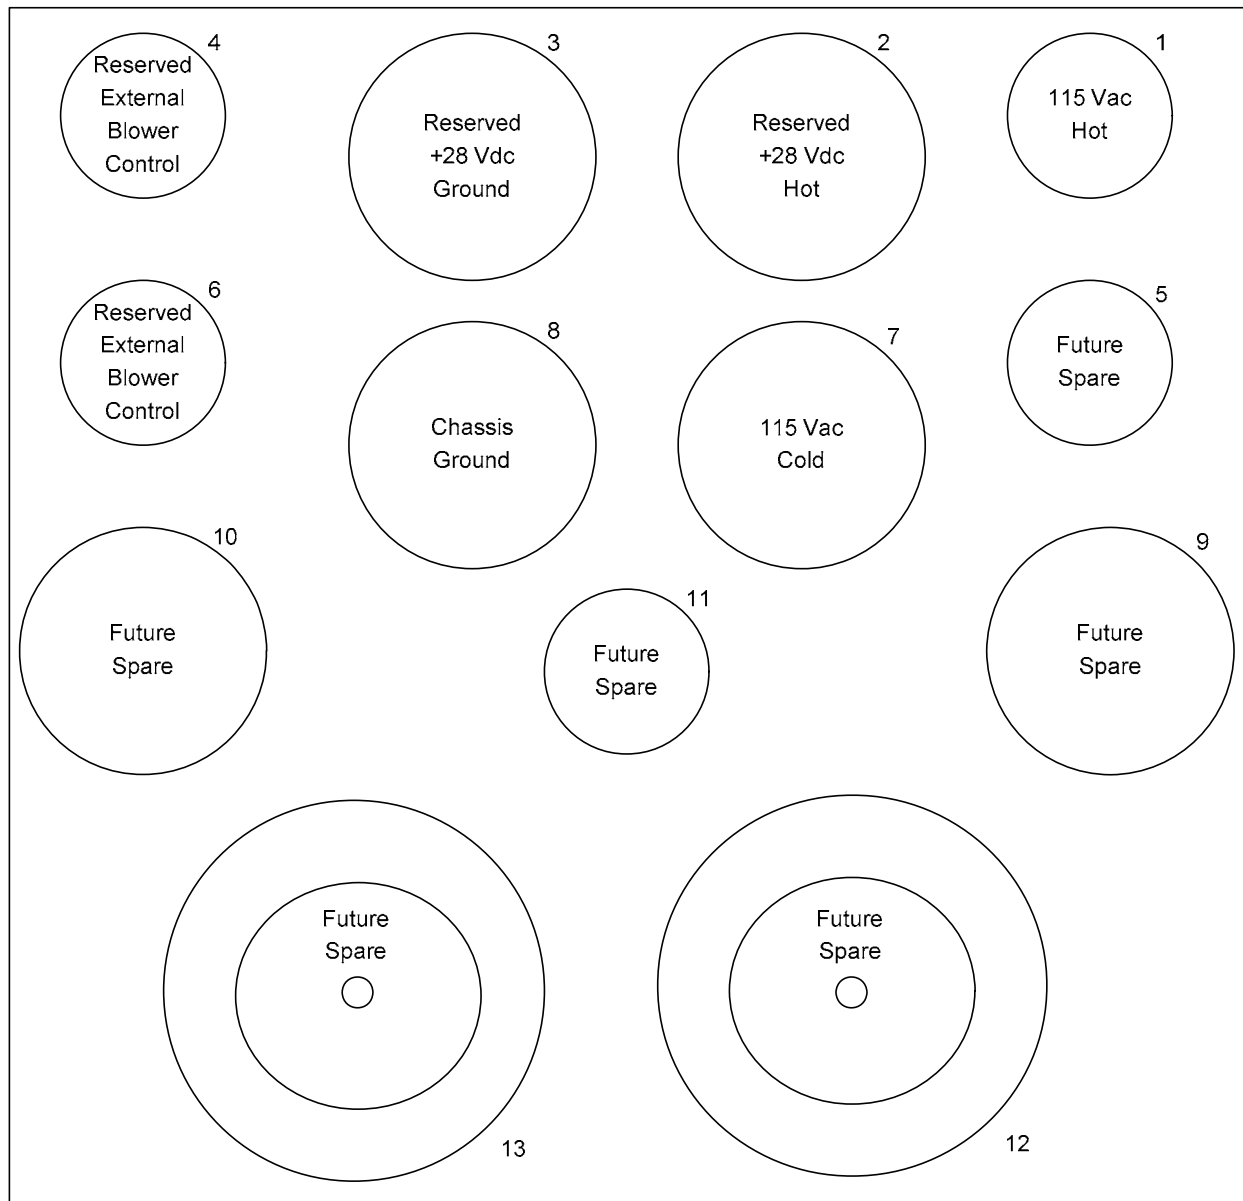 4
Reserved
External
Blower
Control
3
Reserved
+28 Vdc
Ground
2
Reserved
+28 Vdc
Hot
1
115 Vac
Hot
6
Reserved
External
Blower
Control
8
Chassis
Ground
7
115 Vac
Cold
5
Future
Spare
10
Future
Spare
11
Future
Spare
9
Future
Spare
Future
Spare
13
Future
Spare
12